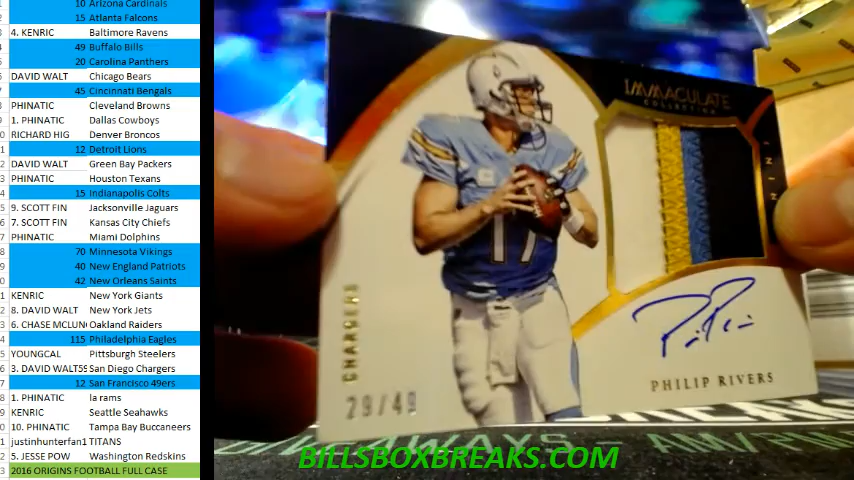 10 Arizona Cardinals
15 Atlanta Falcons
4. KENRIC Baltimore Ravens
49 Buffalo Bills
20 Carolina Panthers
DAVID WALT Chicago Bears
45 Cincinnati Bengals
PHINATIC Cleveland Browns
1. PHINATIC Dallas Cowboys
RICHARD HIG Denver Broncos
12 Detroit Lions
DAVID WALT Green Bay Packers
PHINATIC Houston Texans
15 Indianapolis Colts
9. SCOTT FIN Jacksonville Jaguars
7. SCOTT FIN Kansas City Chiefs
PHINATIC Miami Dolphins
70 Minnesota Vikings
40 New England Patriots
42 New Orleans Saints
KENRIC New York Giants
8. DAVID WALT New York Jets
6. CHASE MCLUN Oakland Raiders
115 Philadelphia Eagles
YOUNGCAL Pittsburgh Steelers
3. DAVID WALT San Diego Chargers
12 San Francisco 49ers
1. PHINATIC la rams
KENRIC Seattle Seahawks
10. PHINATIC Tampa Bay Buccaneers
justinhunterfan1 TITANS
5. JESSE POW Washington Redskins
2016 ORIGINS FOOTBALL FULL CASE
IMMACULATE
COLLECTION
CHARGERS
17
29/49
PHILIP RIVERS
BILLSBOXBREAKS.COM